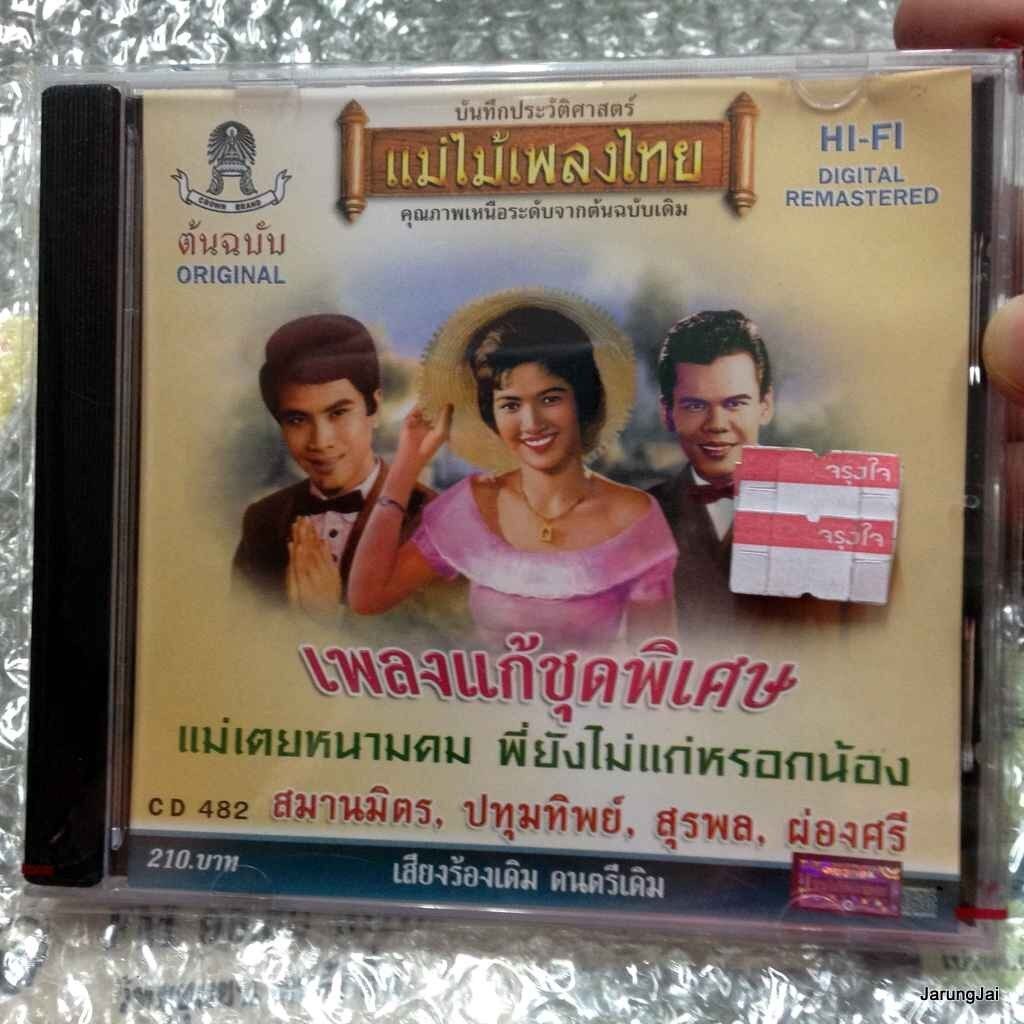 บันทึกประวัติศาสตร์
แม่ไม้เพลงไทย
คุณภาพเหนือระดับจากต้นฉบับเดิม
CROWN BRAND
ต้นฉบับ
ORIGINAL
HI-FI
DIGITAL
REMASTERED
จรุงใจ
จรุงใจ
เพลงแก้ชุดพิเศษ
แม่เตยหนามคม พี่ยังไม่แก่หรอกน้อง
CD 482 สมานมิตร, ปทุมทิพย์, สุรพล, ผ่องศรี
210.บาท
เสียงร้องเดิม ดนตรีเดิม
JarungJai